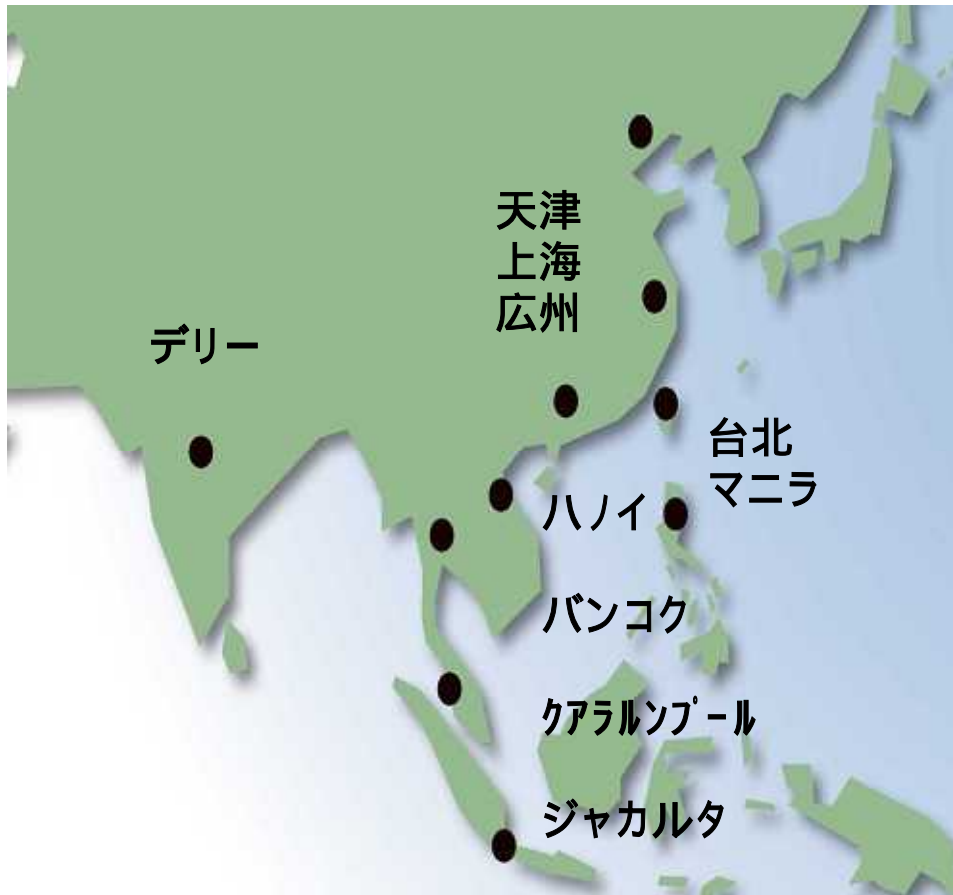 天津
上海
広州
デリー
台北
マニラ
ハノイ
バンコク
ｸｱﾗﾙﾝﾌﾟｰﾙ
ジャカルタ